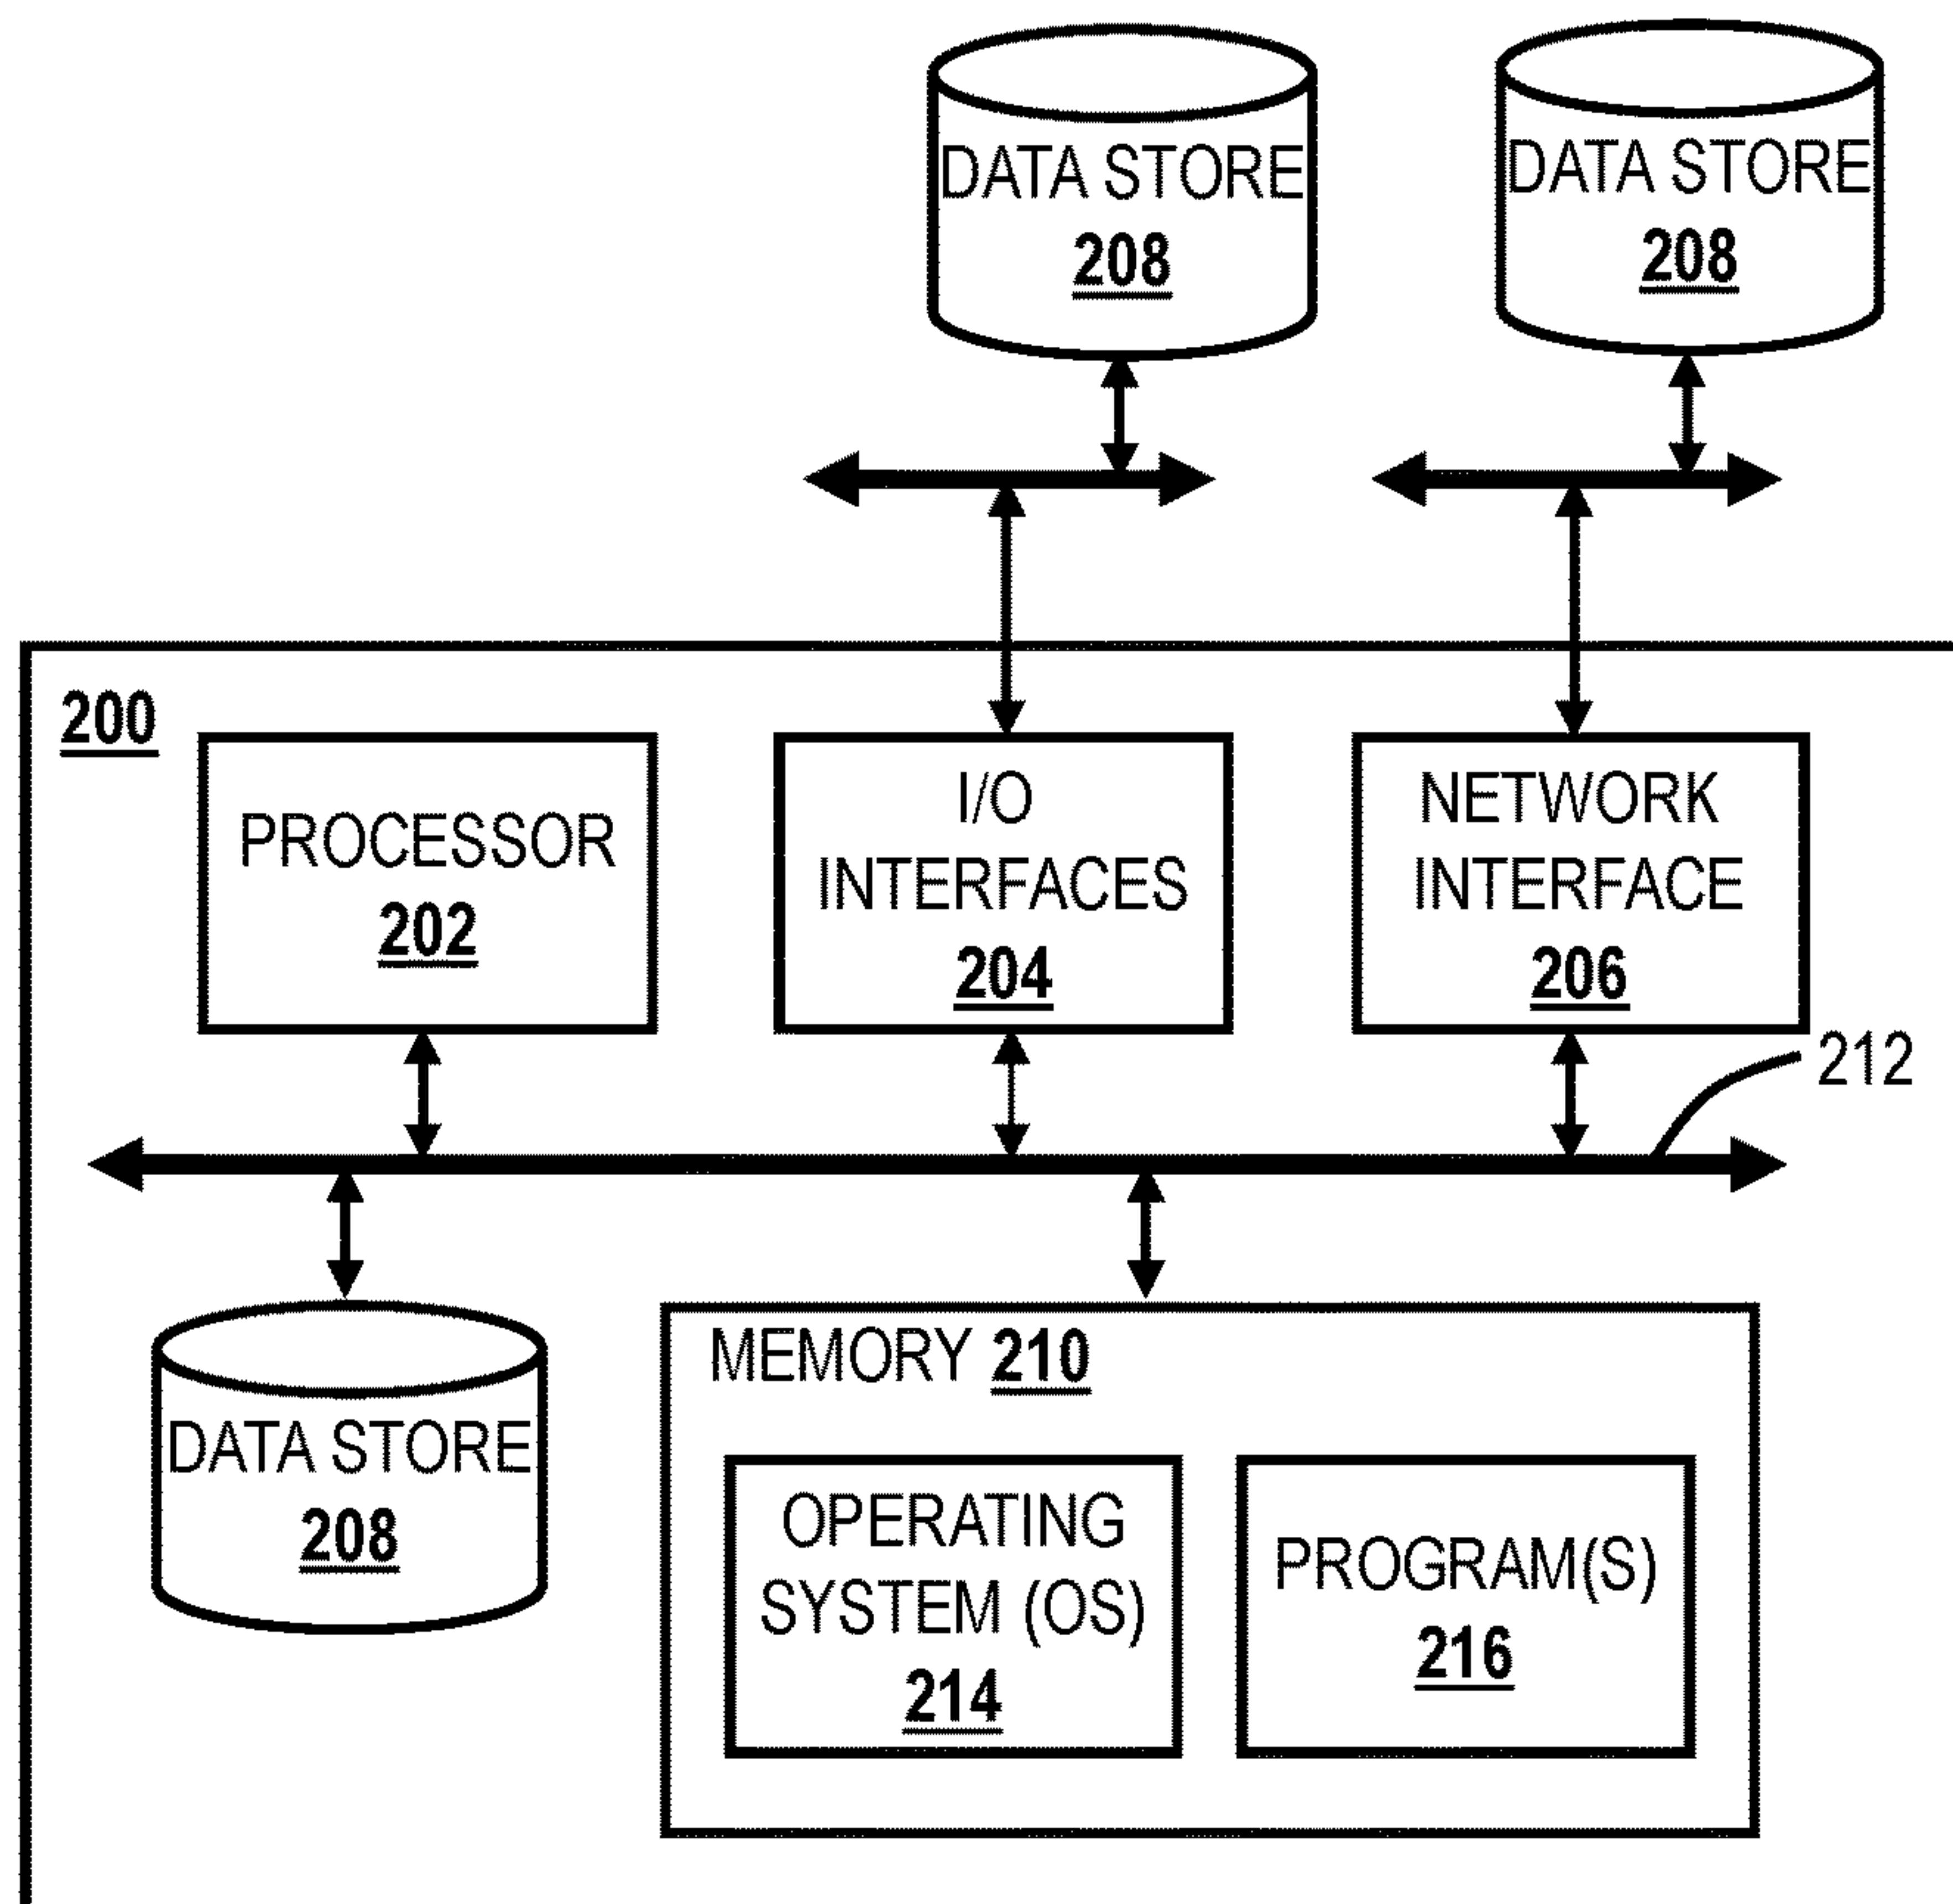 DATA STORE
208
DATA STORE
208
200
PROCESSOR
202
I/O
INTERFACES
204
NETWORK
INTERFACE
206
212
DATA STORE
208
MEMORY 210
OPERATING
SYSTEM (OS)
214
PROGRAM(S)
216